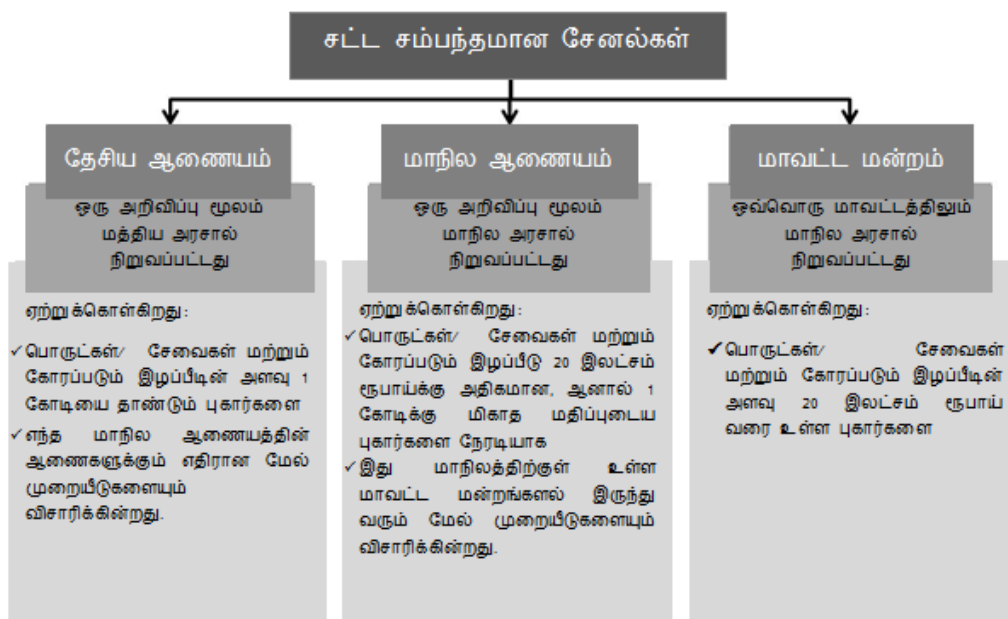 சட்ட சம்பந்தமான சேனல்கள்
தேசிய ஆணையம்
ஒரு அறிவிப்பு மூலம்
மத்திய அரசால்
நிறுவப்பட்டது
ஏற்றுக்கொள்கிறது:
✓பொருட்கள்/ சேவைகள் மற்றும்
கோரப்படும் இழப்பீடின் அளவு 1
கோடியை தாண்டும் புகார்களை
✓எந்த மாநில ஆணையத்தின்
ஆணைகளுக்கும் எதிரான மேல்
முறையீடுகளையும்
விசாரிக்கின்றது.
மாநில ஆணையம்
ஒரு அறிவிப்பு மூலம்
மாநில அரசால்
நிறுவப்பட்டது
ஏற்றுக்கொள்கிறது:
✓பொருட்கள்/ சேவைகள் மற்றும்
கோரப்படும் இழப்பீடு 20 இலட்சம்
ரூபாய்க்கு அதிகமான, ஆனால் 1
கோடிக்கு மிகாத மதிப்புடைய
புகார்களை நேரடியாக
✓இது மாநிலத்திற்குள் உள்ள
மாவட்ட மன்றங்களல் இருந்து
வரும் மேல் முறையீடுகளையும்
விசாரிக்கின்றது.
மாவட்ட மன்றம்
ஒவ்வொரு மாவட்டத்திலும்
மாநில அரசால்
நிறுவப்பட்டது
ஏற்றுக்கொள்கிறது:
✓பொருட்கள்/ சேவைகள்
மற்றும் கோரப்படும் இழப்பீடின்
அளவு 20 இலட்சம் ரூபாய்
வரை உள்ள புகார்களை